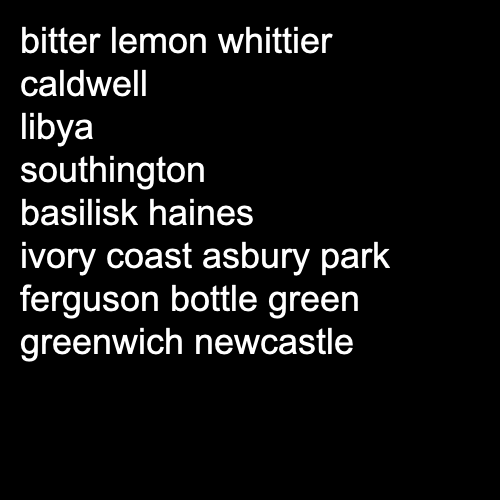 bitter lemon whittier
caldwell
libya
southington
basilisk haines
ivory coast asbury park
ferguson bottle green
greenwich newcastle